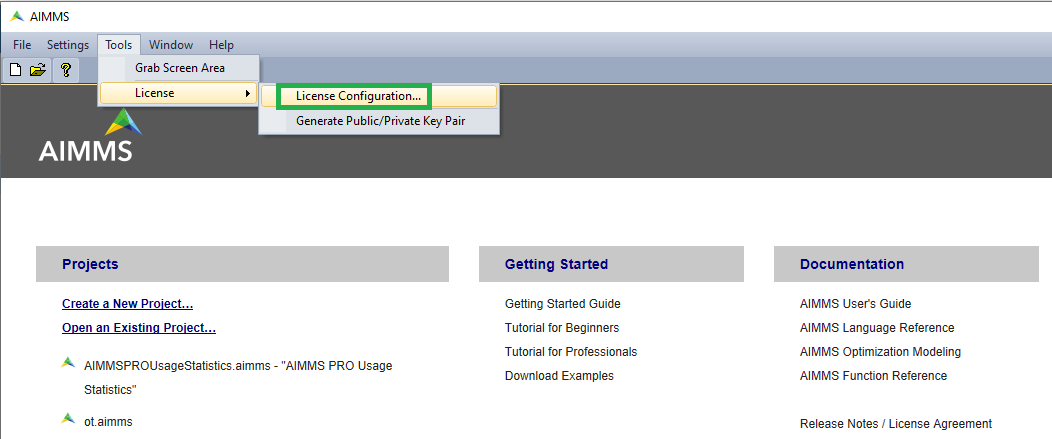 AIMMS
File Settings Tools Window Help
Grab Screen Area
License
License Configuration...
Generate Public/Private Key Pair
AIMMS
Projects
Create a New Project...
Open an Existing Project...
AIMMSPROUsageStatistics.aimms - "AIMMS PRO Usage
Statistics"
ot.aimms
Getting Started
Getting Started Guide
Tutorial for Beginners
Tutorial for Professionals
Download Examples
Documentation
AIMMS User's Guide
AIMMS Language Reference
AIMMS Optimization Modeling
AIMMS Function Reference
Release Notes / License Agreement